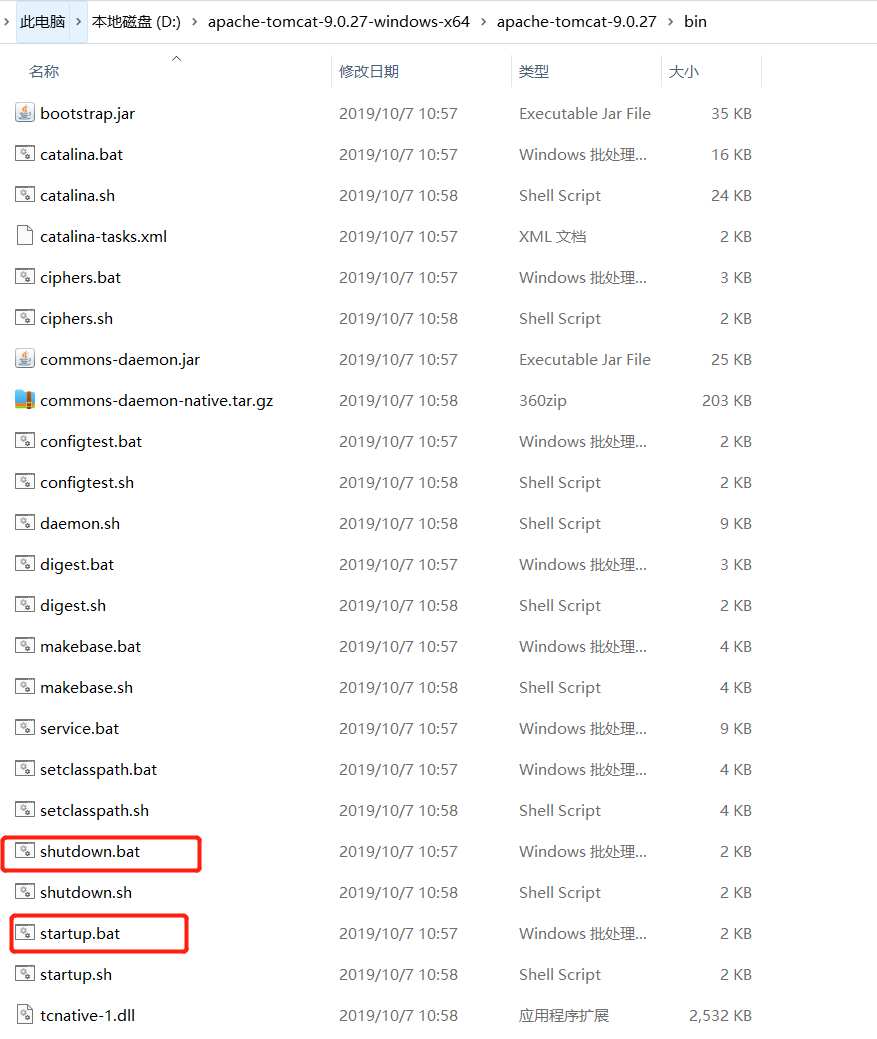 此电脑 本地磁盘 (D:) apache-tomcat-9.0.27-windows-x64 apache-tomcat-9.0.27 bin
名称 修改日期 类型 大小
bootstrap.jar 2019/10/7 10:57 Executable Jar File 35 KB
catalina.bat 2019/10/7 10:57 Windows 批处理... 16 KB
catalina.sh 2019/10/7 10:58 Shell Script 24 KB
catalina-tasks.xml 2019/10/7 10:57 XML 文档 2 KB
ciphers.bat 2019/10/7 10:57 Windows 批处理... 3 KB
ciphers.sh 2019/10/7 10:58 Shell Script 2 KB
commons-daemon.jar 2019/10/7 10:57 Executable Jar File 25 KB
commons-daemon-native.tar.gz 2019/10/7 10:58 360zip 203 KB
configtest.bat 2019/10/7 10:57 Windows 批处理... 2 KB
configtest.sh 2019/10/7 10:58 Shell Script 2 KB
daemon.sh 2019/10/7 10:58 Shell Script 9 KB
digest.bat 2019/10/7 10:57 Windows 批处理... 3 KB
digest.sh 2019/10/7 10:58 Shell Script 2 KB
makebase.bat 2019/10/7 10:57 Windows 批处理... 4 KB
makebase.sh 2019/10/7 10:58 Shell Script 4 KB
service.bat 2019/10/7 10:57 Windows 批处理... 9 KB
setclasspath.bat 2019/10/7 10:57 Windows 批处理... 4 KB
setclasspath.sh 2019/10/7 10:58 Shell Script 4 KB
shutdown.bat 2019/10/7 10:57 Windows 批处理... 2 KB
shutdown.sh 2019/10/7 10:58 Shell Script 2 KB
startup.bat 2019/10/7 10:57 Windows 批处理... 2 KB
startup.sh 2019/10/7 10:58 Shell Script 2 KB
tcnative-1.dll 2019/10/7 10:58 应用程序扩展 2,532 KB